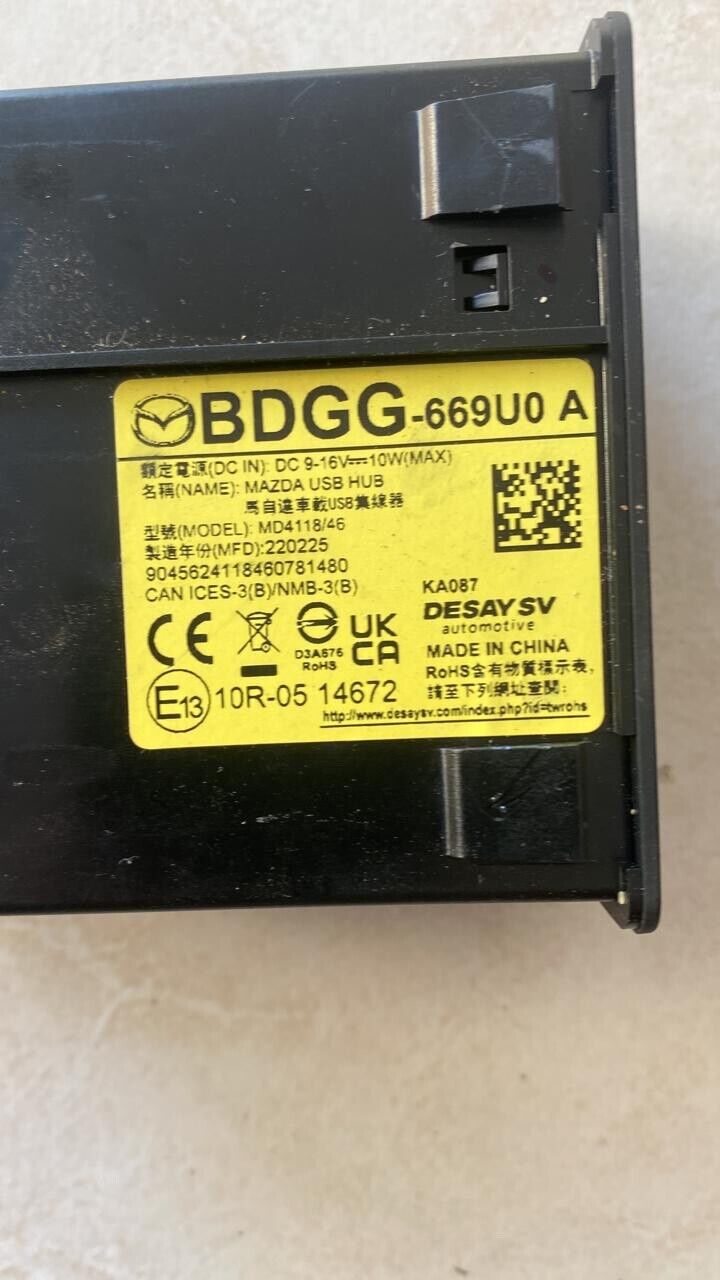 BDGG-669U0 A
額定電源(DC IN): DC 9-16V⎓10W(MAX)
名稱(NAME): MAZDA USB HUB
馬自達車載USB集線器
型號(MODEL): MD4118/46
製造年份(MFD):220225
9045624118460781480
CAN ICES-3(B)/NMB-3(B)
KA087
DESAY SV
automotive
MADE IN CHINA
RoHS含有物質標示表,
請至下列網址查閱:
http://www.desaysv.com/index.php?id=twrohs
CE
D3A676
RoHS
UK
CA
E13 10R-05 14672